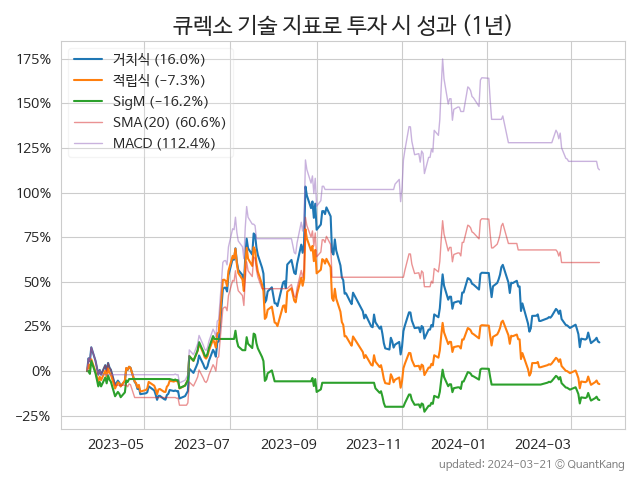 큐렉소 기술 지표로 투자 시 성과 (1년)
175%
150%
125%
100%
75%
50%
25%
0%
−25%
거치식 (16.0%)
적립식 (−7.3%)
SigM (−16.2%)
SMA(20) (60.6%)
MACD (112.4%)
2023−05
2023−07
2023−09
2023−11
2024−01
2024−03
updated: 2024−03−21 © QuantKang